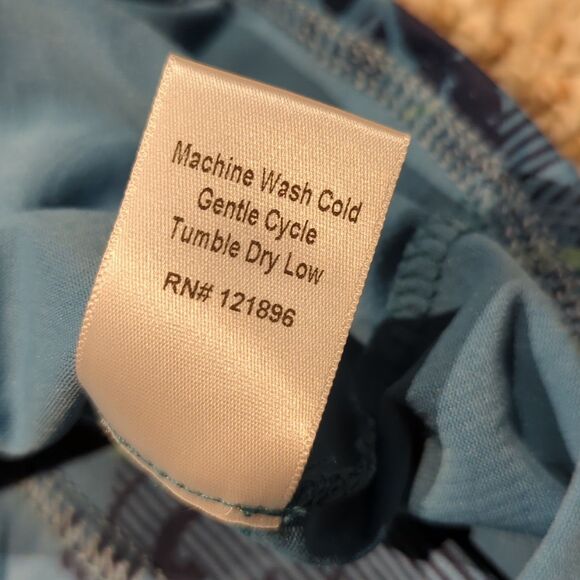 Machine Wash Cold
Gentle Cycle
Tumble Dry Low
RN# 121896